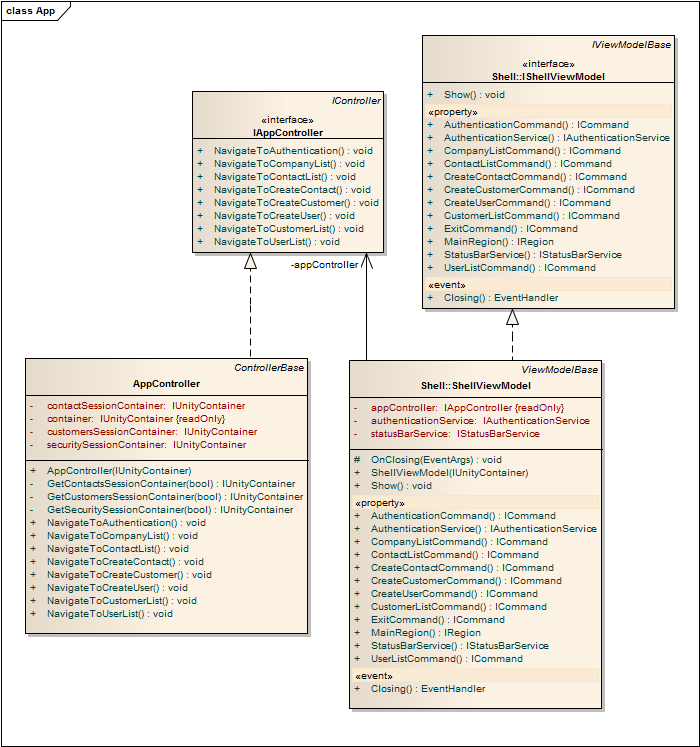 class App
IController
«interface»
IAppController
+ NavigateToAuthentication() : void
+ NavigateToCompanyList() : void
+ NavigateToContactList() : void
+ NavigateToCreateContact() : void
+ NavigateToCreateCustomer() : void
+ NavigateToCreateUser() : void
+ NavigateToCustomerList() : void
+ NavigateToUserList() : void
IViewModelBase
«interface»
Shell::IShellViewModel
+ Show() : void
«property»
+ AuthenticationCommand() : ICommand
+ AuthenticationService() : IAuthenticationService
+ CompanyListCommand() : ICommand
+ ContactListCommand() : ICommand
+ CreateContactCommand() : ICommand
+ CreateCustomerCommand() : ICommand
+ CreateUserCommand() : ICommand
+ CustomerListCommand() : ICommand
+ ExitCommand() : ICommand
+ MainRegion() : IRegion
+ StatusBarService() : IStatusBarService
+ UserListCommand() : ICommand
«event»
+ Closing() : EventHandler
-appController
ControllerBase
AppController
- contactSessionContainer: IUnityContainer
- container: IUnityContainer {readOnly}
- customersSessionContainer: IUnityContainer
- securitySessionContainer: IUnityContainer
+ AppController(IUnityContainer)
- GetContactsSessionContainer(bool) : IUnityContainer
- GetCustomersSessionContainer(bool) : IUnityContainer
- GetSecuritySessionContainer(bool) : IUnityContainer
+ NavigateToAuthentication() : void
+ NavigateToCompanyList() : void
+ NavigateToContactList() : void
+ NavigateToCreateContact() : void
+ NavigateToCreateCustomer() : void
+ NavigateToCreateUser() : void
+ NavigateToCustomerList() : void
+ NavigateToUserList() : void
ViewModelBase
Shell::ShellViewModel
- appController: IAppController {readOnly}
- authenticationService: IAuthenticationService
- statusBarService: IStatusBarService
# OnClosing(EventArgs) : void
+ ShellViewModel(IUnityContainer)
+ Show() : void
«property»
+ AuthenticationCommand() : ICommand
+ AuthenticationService() : IAuthenticationService
+ CompanyListCommand() : ICommand
+ ContactListCommand() : ICommand
+ CreateContactCommand() : ICommand
+ CreateCustomerCommand() : ICommand
+ CreateUserCommand() : ICommand
+ CustomerListCommand() : ICommand
+ ExitCommand() : ICommand
+ MainRegion() : IRegion
+ StatusBarService() : IStatusBarService
+ UserListCommand() : ICommand
«event»
+ Closing() : EventHandler